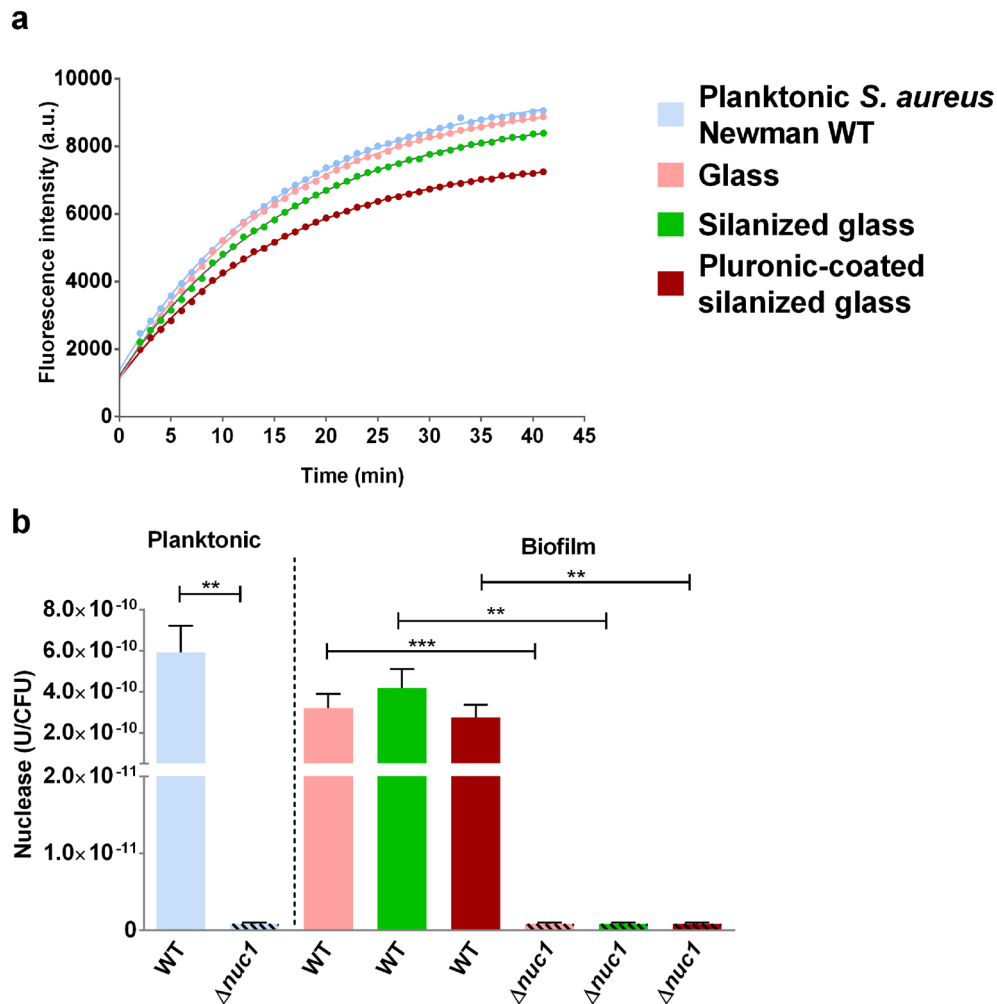 a
10000
8000
6000
4000
2000
0
Fluorescence intensity (a.u.)
0 5 10 15 20 25 30 35 40 45
Time (min)
Planktonic S. aureus
Newman WT
Glass
Silanized glass
Pluronic-coated
silanized glass
b
Planktonic
Biofilm
**
**
**
***
8.0×10-10
6.0×10-10
4.0×10-10
2.0×10-10
2.0×10-11
1.0×10-11
0
Nuclease (U/CFU)
WT Δnuc1 WT WT WT Δnuc1 Δnuc1 Δnuc1